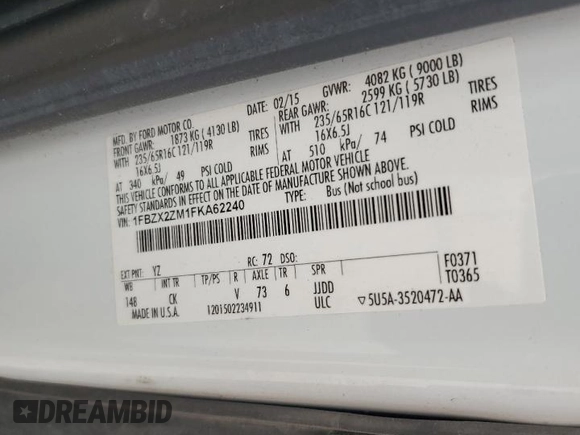 MFD. BY FORD MOTOR CO. DATE: 02/15 GVWR: 4082 KG ( 9000 LB)
FRONT GAWR: 1873 KG ( 4130 LB) REAR GAWR: 2599 KG ( 5730 LB)
WITH 235/65R16C 121/119R TIRES WITH 235/65R16C 121/119R TIRES
16X6.5J RIMS 16X6.5J RIMS
AT 340 kPa/ 49 PSI COLD AT 510 kPa/ 74 PSI COLD
THIS VEHICLE CONFORMS TO ALL APPLICABLE FEDERAL MOTOR VEHICLE
SAFETY STANDARDS IN EFFECT ON THE DATE OF MANUFACTURE SHOWN ABOVE.
VIN: 1FBZX2ZM1FKA62240 TYPE: Bus (Not school bus)
F0371
T0365
EXT PNT: YZ RC: 72 DSO:
WB INT TR TP/PS R AXLE TR SPR
148 CK V 73 6 JJDD
MADE IN U.S.A. 1201502234911 ULC ▽5U5A-3520472-AA
DREAMBID